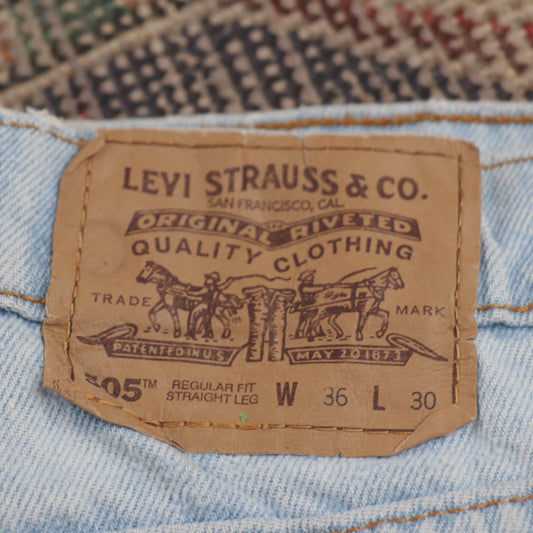 LEVI STRAUSS & CO.
SAN FRANCISCO, CAL.
ORIGINAL RIVETED
QUALITY CLOTHING
TRADE MARK
PATENTED IN U.S. MAY 20 1873
505™ REGULAR FIT W 36 L 30
STRAIGHT LEG